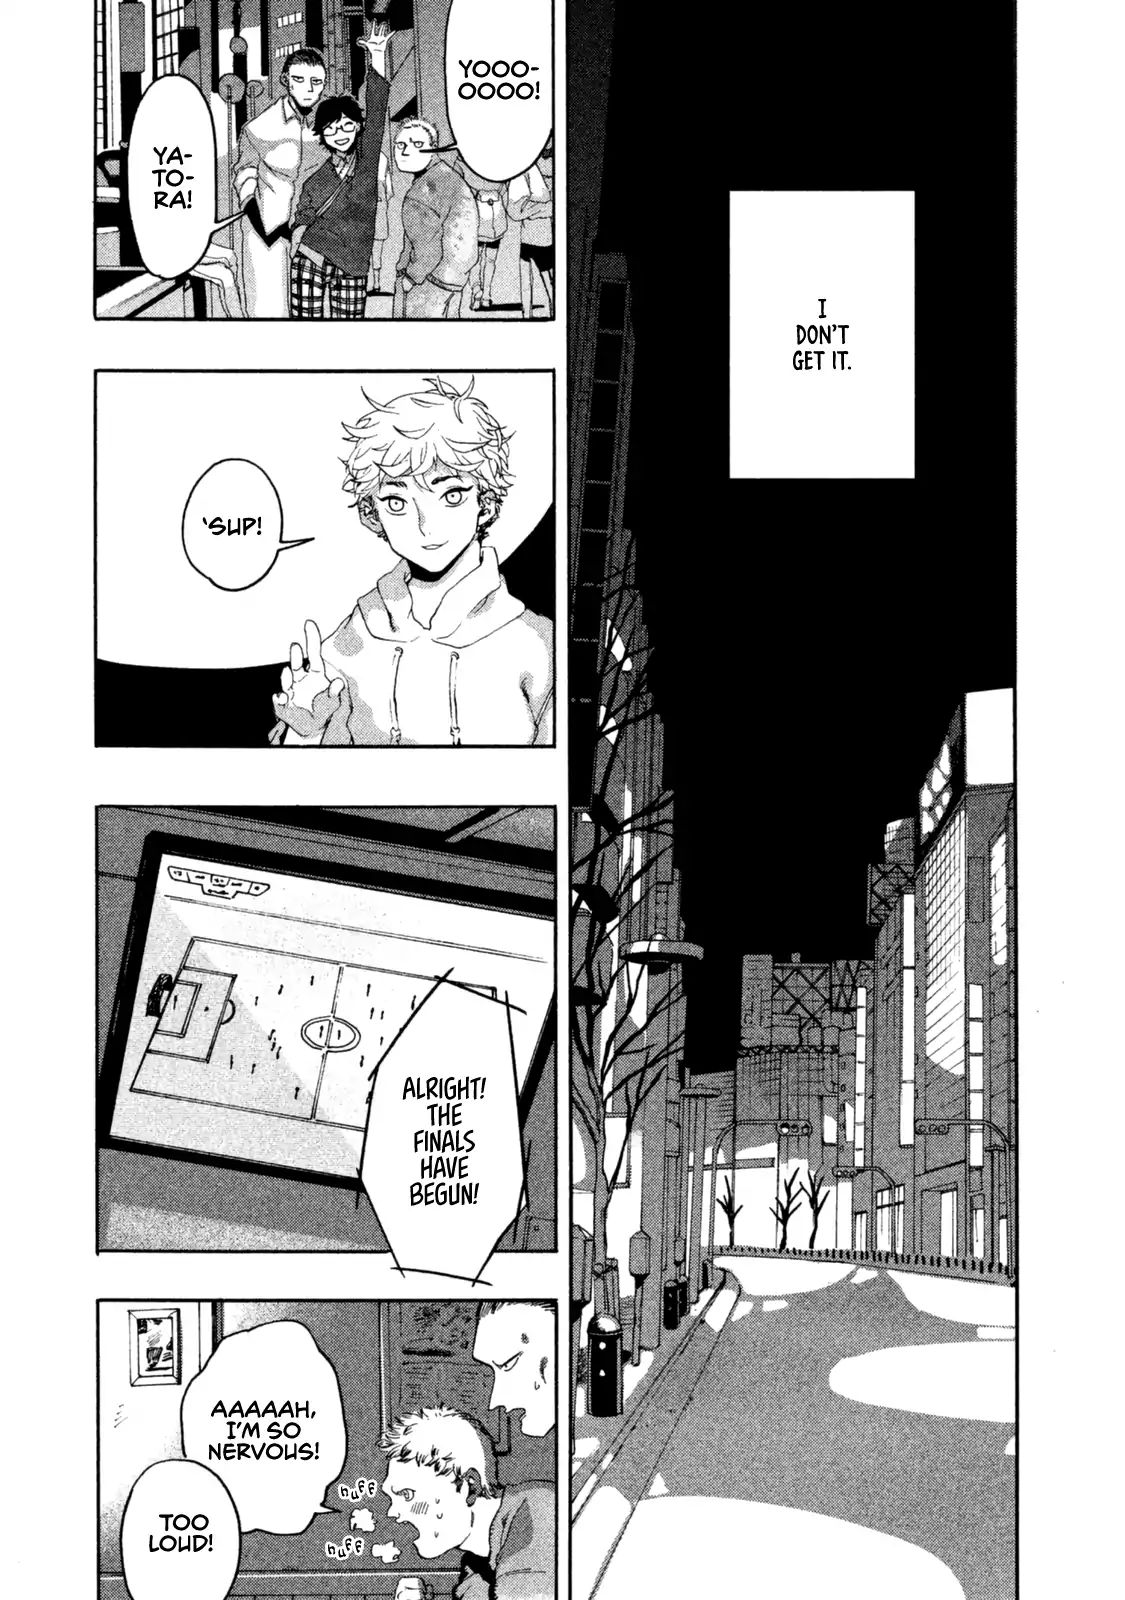 I
DON'T
GET IT.
YOOO-
OOOO!
YA-
TO-
RA!
'SUP!
ALRIGHT!
THE
FINALS
HAVE
BEGUN!
AAAAAH,
I'M SO
NERVOUS!
huff
huff
TOO
LOUD!